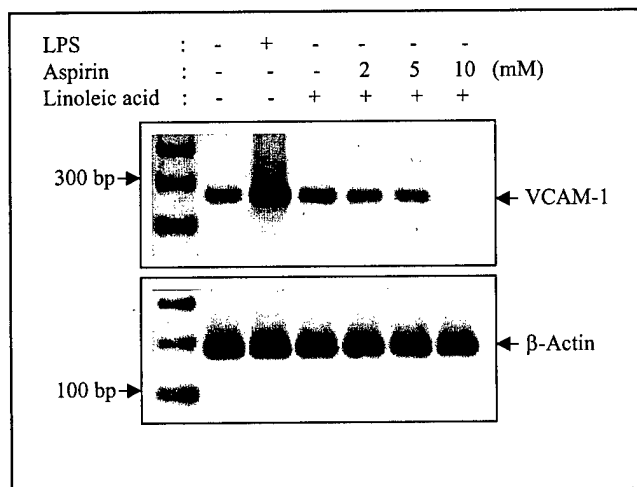 LPS : - + - - - -
Aspirin : - - - 2 5 10 (mM)
Linoleic acid : - - + + + +
300 bp
VCAM-1
β-Actin
100 bp